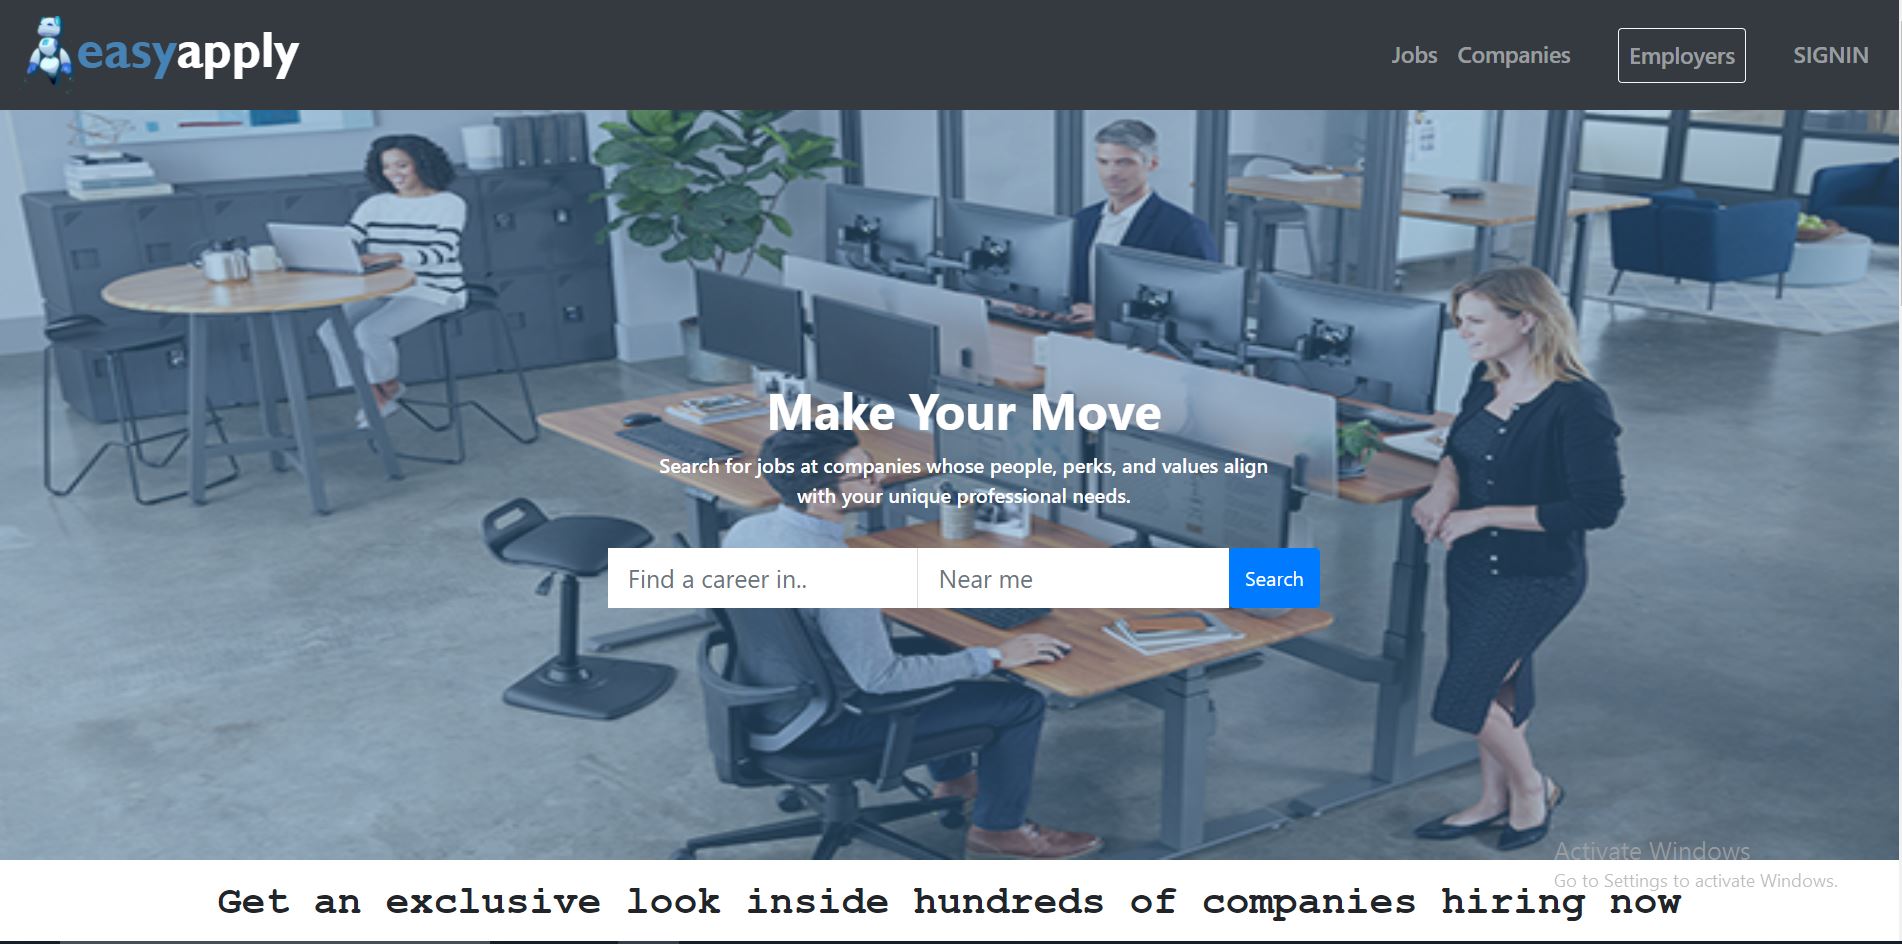 easyapply
Jobs Companies Employers SIGNIN
Make Your Move
Search for jobs at companies whose people, perks, and values align
with your unique professional needs.
Find a career in.. Near me Search
Activate Windows
Go to Settings to activate Windows.
Get an exclusive look inside hundreds of companies hiring now